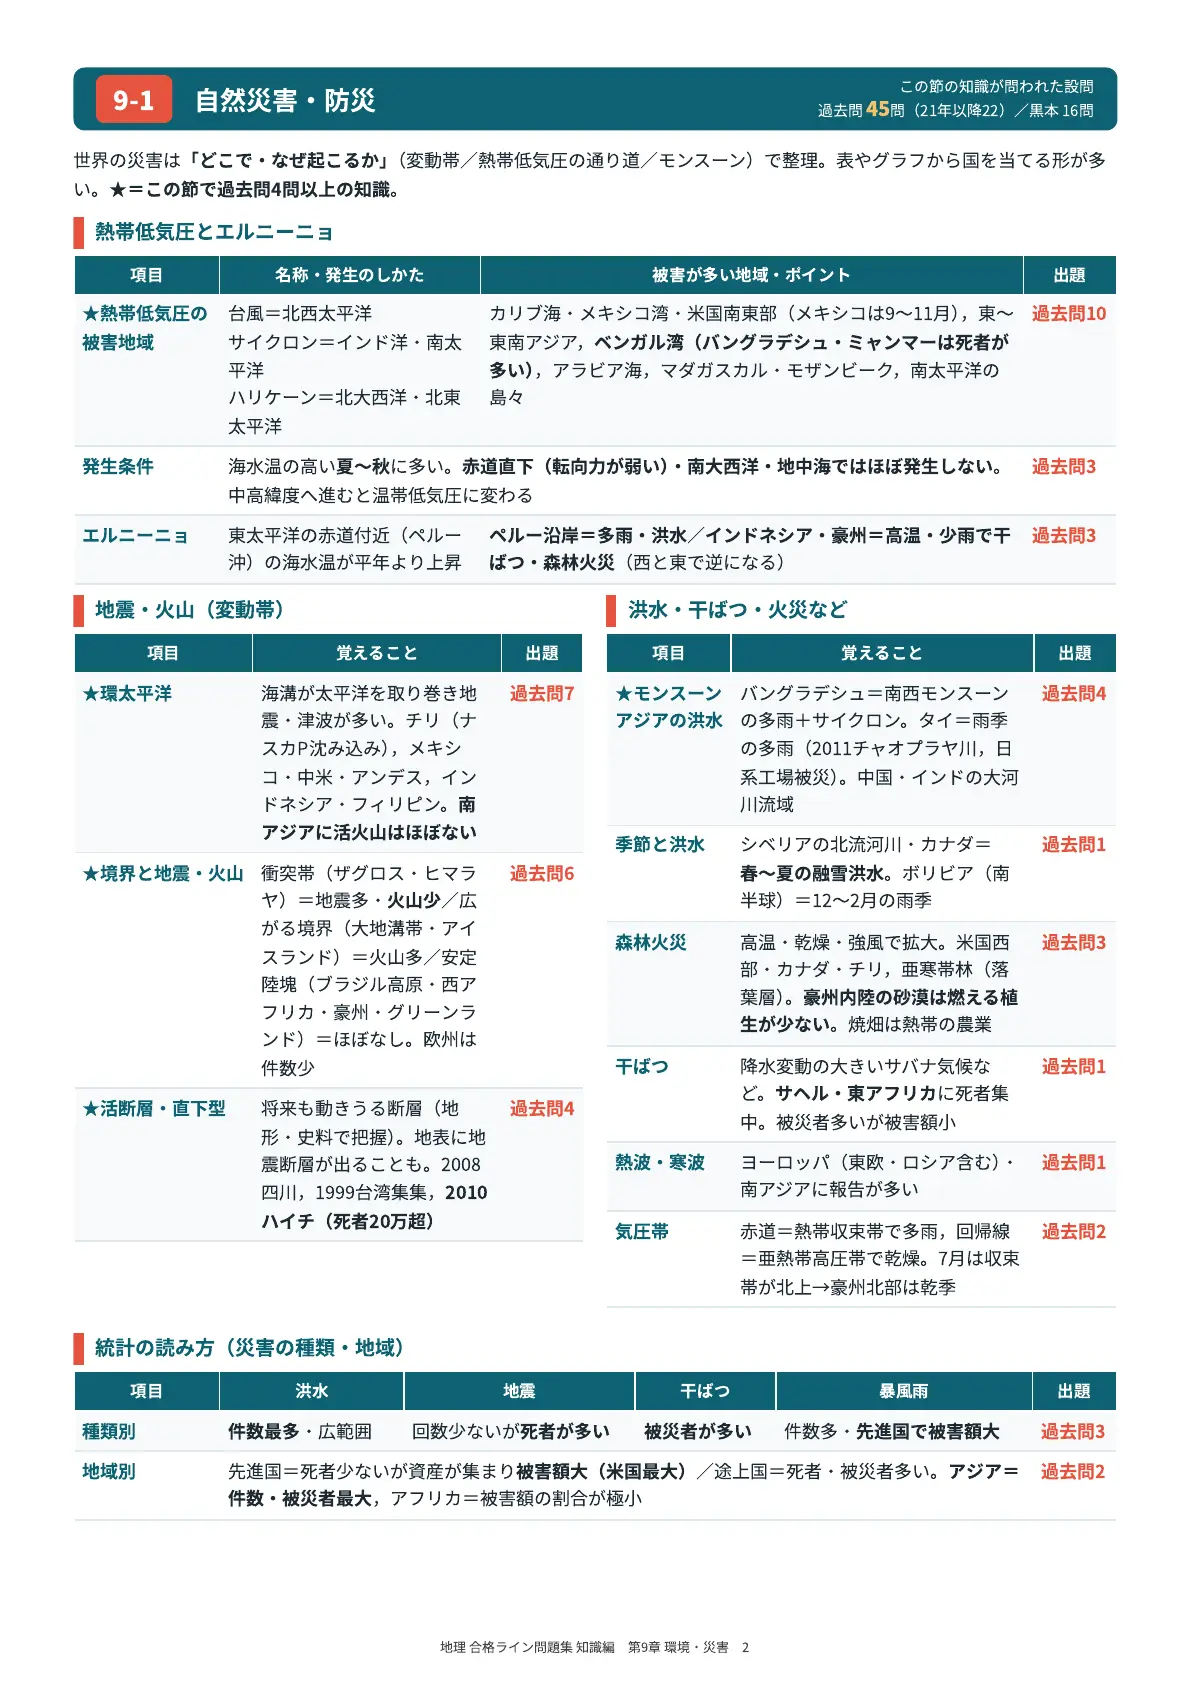 9-1 自然災害・防災
この節の知識が問われた設問
過去問 45問（21年以降22）／黒本 16問
世界の災害は「どこで・なぜ起こるか」（変動帯／熱帯低気圧の通り道／モンスーン）で整理。表やグラフから国を当てる形が多
い。★＝この節で過去問4問以上の知識。
熱帯低気圧とエルニーニョ
項目 名称・発生のしかた 被害が多い地域・ポイント 出題
★熱帯低気圧の
被害地域
台風＝北西太平洋
サイクロン＝インド洋・南太
平洋
ハリケーン＝北大西洋・北東
太平洋
カリブ海・メキシコ湾・米国南東部（メキシコは9〜11月），東〜
東南アジア，ベンガル湾（バングラデシュ・ミャンマーは死者が
多い），アラビア海，マダガスカル・モザンビーク，南太平洋の
島々
過去問10
発生条件
海水温の高い夏〜秋に多い。赤道直下（転向力が弱い）・南大西洋・地中海ではほぼ発生しない。
中高緯度へ進むと温帯低気圧に変わる
過去問3
エルニーニョ
東太平洋の赤道付近（ペルー
沖）の海水温が平年より上昇
ペルー沿岸＝多雨・洪水／インドネシア・豪州＝高温・少雨で干
ばつ・森林火災（西と東で逆になる）
過去問3
地震・火山（変動帯）
項目 覚えること 出題
★環太平洋
海溝が太平洋を取り巻き地
震・津波が多い。チリ（ナ
スカP沈み込み），メキシ
コ・中米・アンデス，イン
ドネシア・フィリピン。南
アジアに活火山はほぼない
過去問7
★境界と地震・火山
衝突帯（ザグロス・ヒマラ
ヤ）＝地震多・火山少／広
がる境界（大地溝帯・アイ
スランド）＝火山多／安定
陸塊（ブラジル高原・西ア
フリカ・豪州・グリーンラ
ンド）＝ほぼなし。欧州は
件数少
過去問6
★活断層・直下型
将来も動きうる断層（地
形・史料で把握）。地表に地
震断層が出ることも。2008
四川，1999台湾集集，2010
ハイチ（死者20万超）
過去問4
洪水・干ばつ・火災など
項目 覚えること 出題
★モンスーン
アジアの洪水
バングラデシュ＝南西モンスーン
の多雨＋サイクロン。タイ＝雨季
の多雨（2011チャオプラヤ川，日
系工場被災）。中国・インドの大河
川流域
過去問4
季節と洪水
シベリアの北流河川・カナダ＝
春〜夏の融雪洪水。ボリビア（南
半球）＝12〜2月の雨季
過去問1
森林火災
高温・乾燥・強風で拡大。米国西
部・カナダ・チリ，亜寒帯林（落
葉層）。豪州内陸の砂漠は燃える植
生が少ない。焼畑は熱帯の農業
過去問3
干ばつ
降水変動の大きいサバナ気候な
ど。サヘル・東アフリカに死者集
中。被災者多いが被害額小
過去問1
熱波・寒波
ヨーロッパ（東欧・ロシア含む）・
南アジアに報告が多い
過去問1
気圧帯
赤道＝熱帯収束帯で多雨，回帰線
＝亜熱帯高圧帯で乾燥。7月は収束
帯が北上→豪州北部は乾季
過去問2
統計の読み方（災害の種類・地域）
項目 洪水 地震 干ばつ 暴風雨 出題
種類別 件数最多・広範囲 回数少ないが死者が多い 被災者が多い 件数多・先進国で被害額大 過去問3
地域別
先進国＝死者少ないが資産が集まり被害額大（米国最大）／途上国＝死者・被災者多い。アジア＝
件数・被災者最大，アフリカ＝被害額の割合が極小
過去問2
地理 合格ライン問題集 知識編　第9章 環境・災害　2